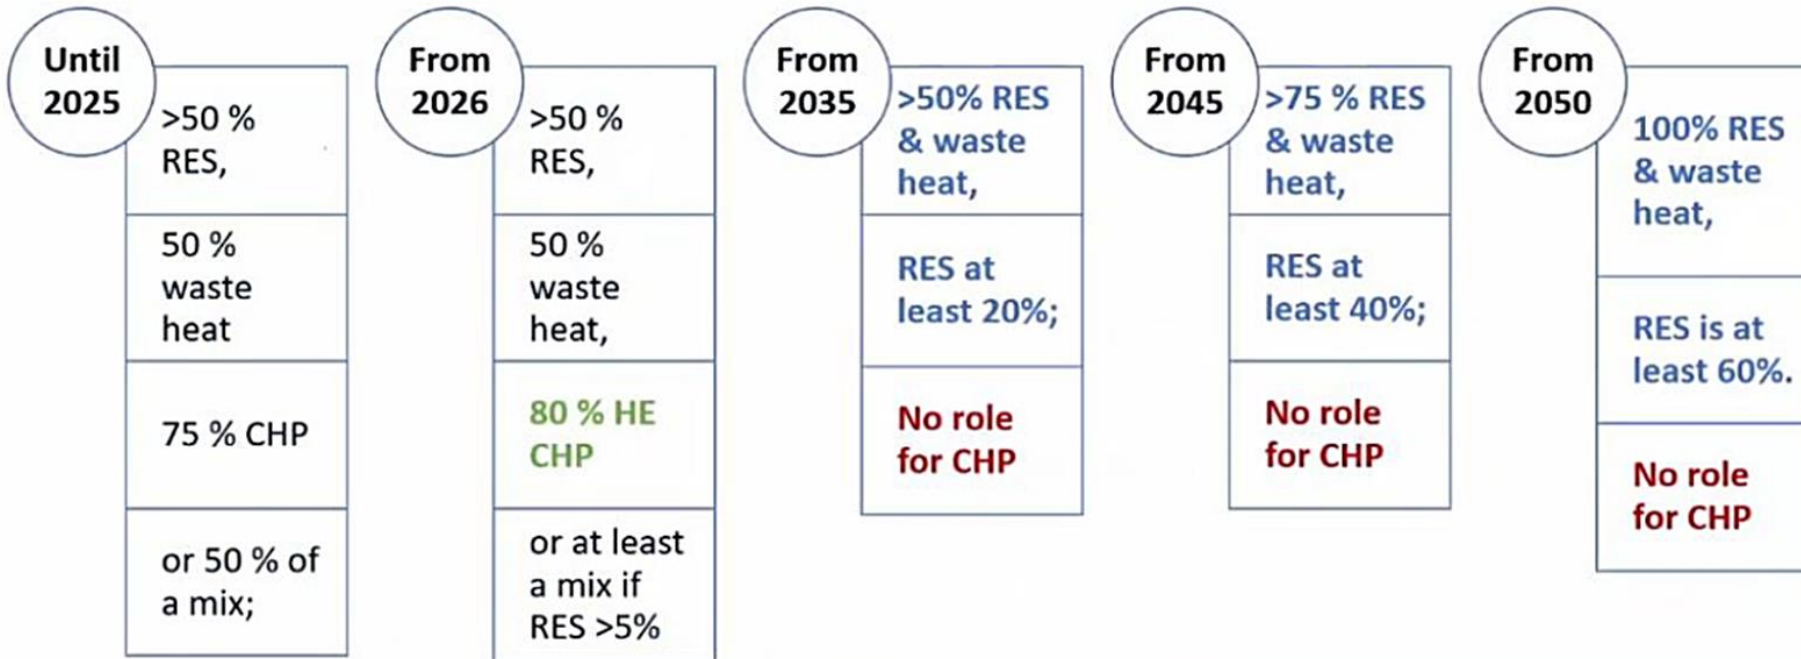 Until
2025
>50 %
RES,
50 %
waste
heat
75 % CHP
or 50 % of
a mix;
From
2026
>50 %
RES,
50 %
waste
heat,
80 % HE
CHP
or at least
a mix if
RES >5%
From
2035
>50% RES
& waste
heat,
RES at
least 20%;
No role
for CHP
From
2045
>75 % RES
& waste
heat,
RES at
least 40%;
No role
for CHP
From
2050
100% RES
& waste
heat,
RES is at
least 60%.
No role
for CHP